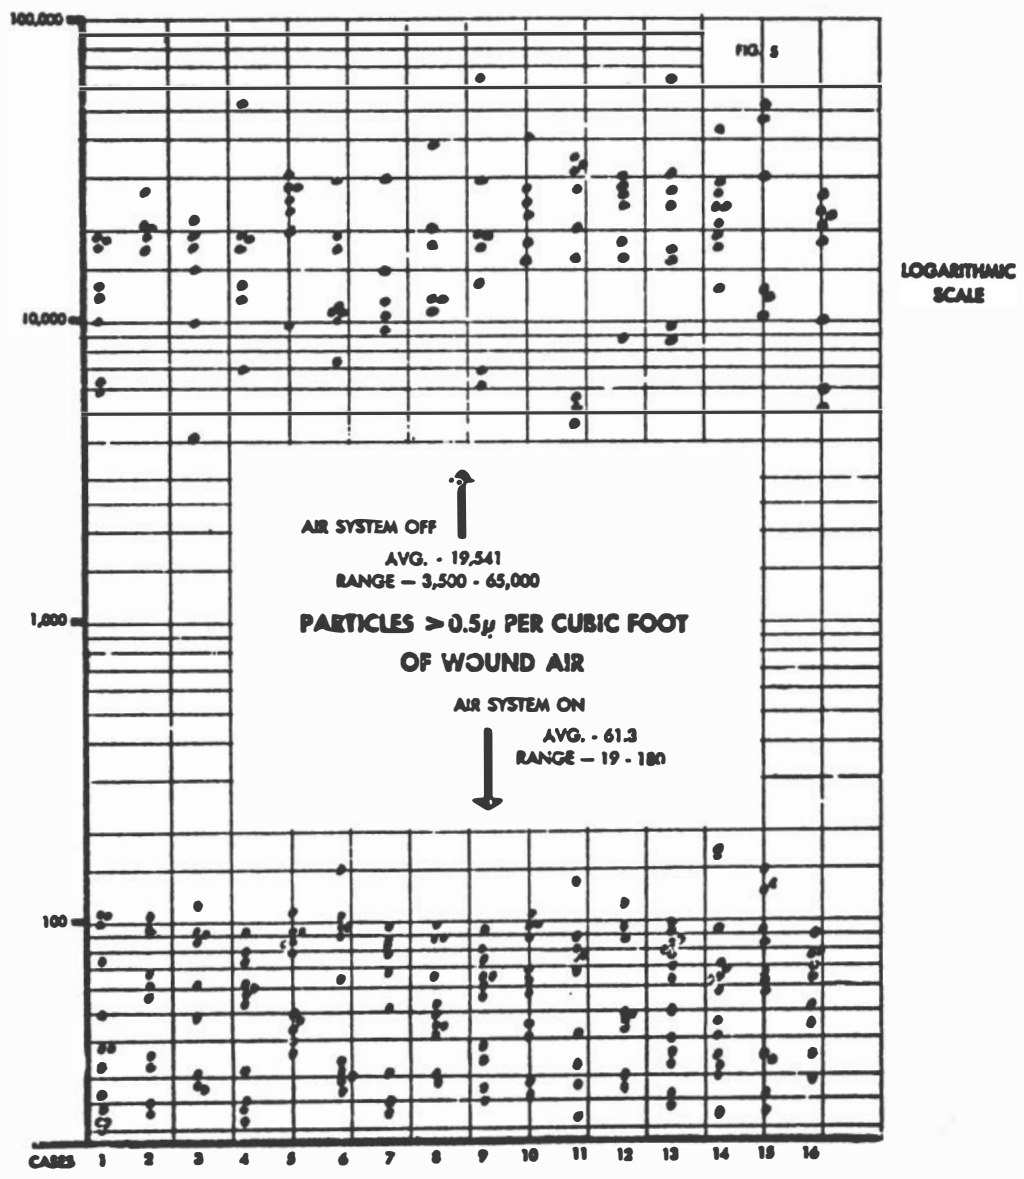 100,000
FIG. 5
LOGARITHMIC
SCALE
10,000
AIR SYSTEM OFF
AVG. - 19,541
RANGE — 3,500 - 65,000
1,000
PARTICLES > 0.5μ PER CUBIC FOOT
OF WOUND AIR
AIR SYSTEM ON
AVG. - 61.3
RANGE — 19 - 180
100
CASES 1 2 3 4 5 6 7 8 9 10 11 12 13 14 15 16